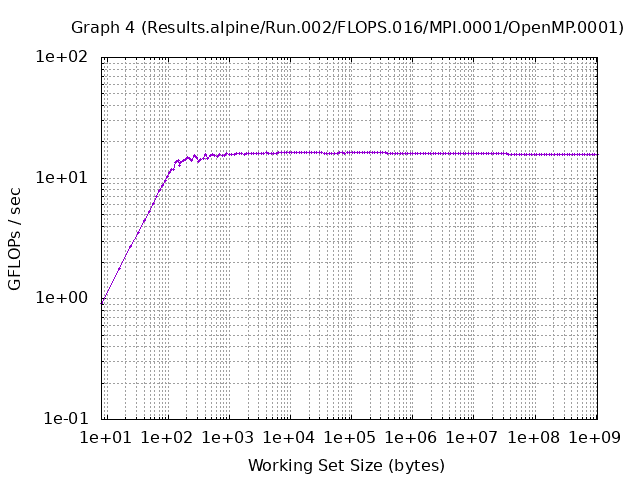 Graph 4 (Results.alpine/Run.002/FLOPS.016/MPI.0001/OpenMP.0001)
1e+02
1e+01
1e+00
1e-01
GFLOPs / sec
1e+01 1e+02 1e+03 1e+04 1e+05 1e+06 1e+07 1e+08 1e+09
Working Set Size (bytes)